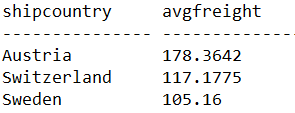 shipcountry     avgfreight
--------------- --------------
Austria         178.3642
Switzerland     117.1775
Sweden          105.16